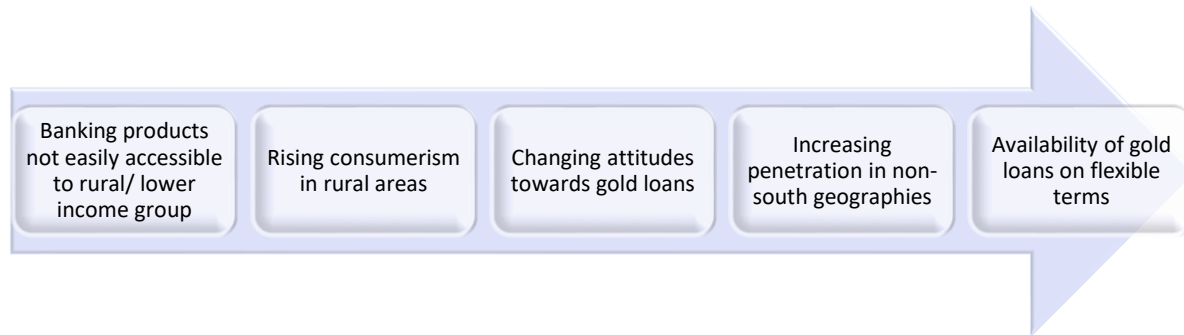 Banking products
not easily accessible
to rural/ lower
income group
Rising consumerism
in rural areas
Changing attitudes
towards gold loans
Increasing
penetration in non-
south geographies
Availability of gold
loans on flexible
terms